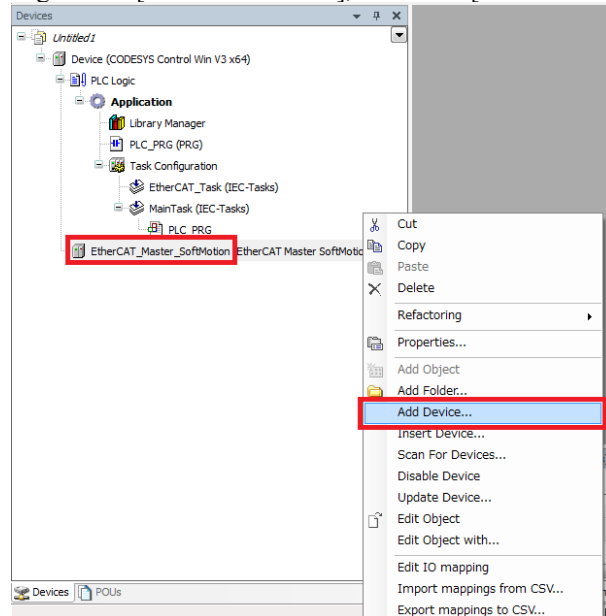 Devices
Untitled1
Device (CODESYS Control Win V3 x64)
PLC Logic
Application
Library Manager
PLC_PRG (PRG)
Task Configuration
EtherCAT_Task (IEC-Tasks)
MainTask (IEC-Tasks)
PLC_PRG
EtherCAT_Master_SoftMotion EtherCAT Master SoftMotio
Cut
Copy
Paste
Delete
Refactoring
Properties...
Add Object
Add Folder...
Add Device...
Insert Device...
Scan For Devices...
Disable Device
Update Device...
Edit Object
Edit Object with...
Edit IO mapping
Import mappings from CSV...
Export mappings to CSV...
Devices POUs